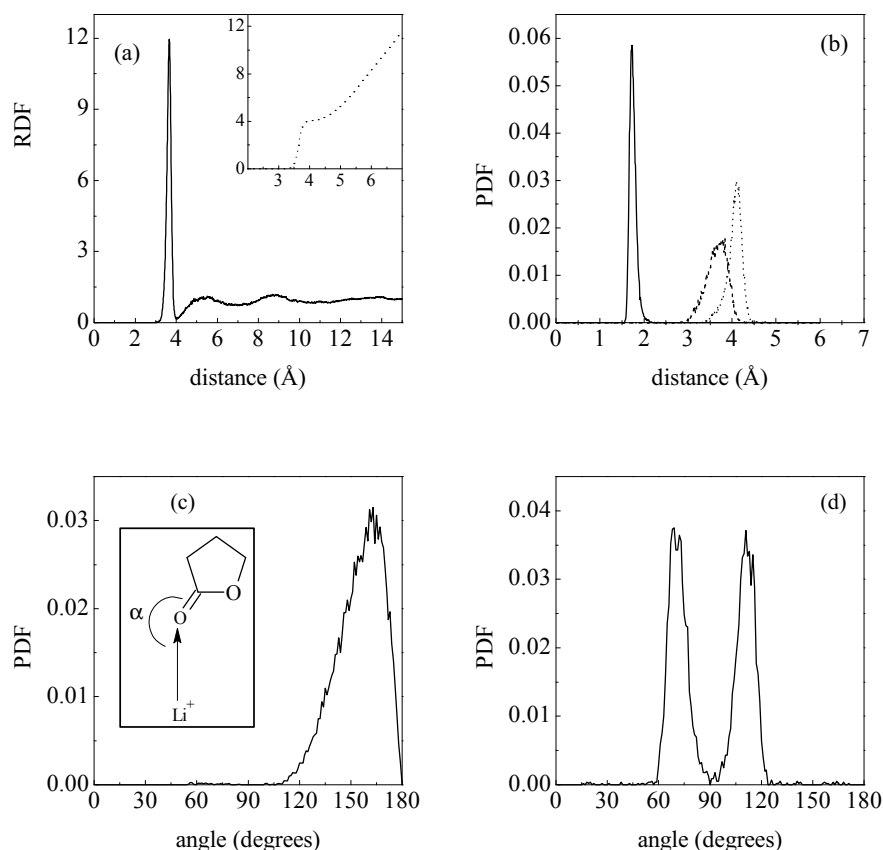 (a)
RDF
12
9
6
3
0
0 2 4 6 8 10 12 14
distance (Å)
12
8
4
0
3 4 5 6
(b)
PDF
0.06
0.05
0.04
0.03
0.02
0.01
0.00
0 1 2 3 4 5 6 7
distance (Å)
(c)
PDF
0.03
0.02
0.01
0.00
0 30 60 90 120 150 180
angle (degrees)
α
O
O
Li+
(d)
PDF
0.04
0.03
0.02
0.01
0.00
0 30 60 90 120 150 180
angle (degrees)